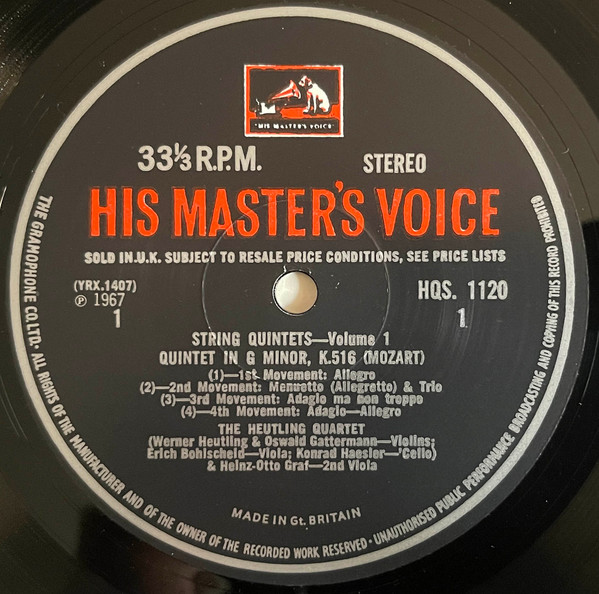 "HIS MASTER'S VOICE"
33⅓ R.P.M. STEREO
HIS MASTER'S VOICE
SOLD IN U.K. SUBJECT TO RESALE PRICE CONDITIONS, SEE PRICE LISTS
(YRX.1407) HQS. 1120
℗ 1967
1 1
STRING QUINTETS—Volume 1
QUINTET IN G MINOR, K.516 (MOZART)
(1)—1st Movement: Allegro
(2)—2nd Movement: Menuetto (Allegretto) & Trio
(3)—3rd Movement: Adagio ma non troppo
(4)—4th Movement: Adagio—Allegro
THE HEUTLING QUARTET
(Werner Heutling & Oswald Gattermann—Violins;
Erich Bohlscheid—Viola; Konrad Haesler—'Cello)
& Heinz-Otto Graf—2nd Viola
MADE IN Gt. BRITAIN
THE GRAMOPHONE CO. LTD. · ALL RIGHTS OF THE MANUFACTURER AND OF THE OWNER OF THE RECORDED WORK RESERVED · UNAUTHORISED PUBLIC PERFORMANCE BROADCASTING AND COPYING OF THIS RECORD PROHIBITED